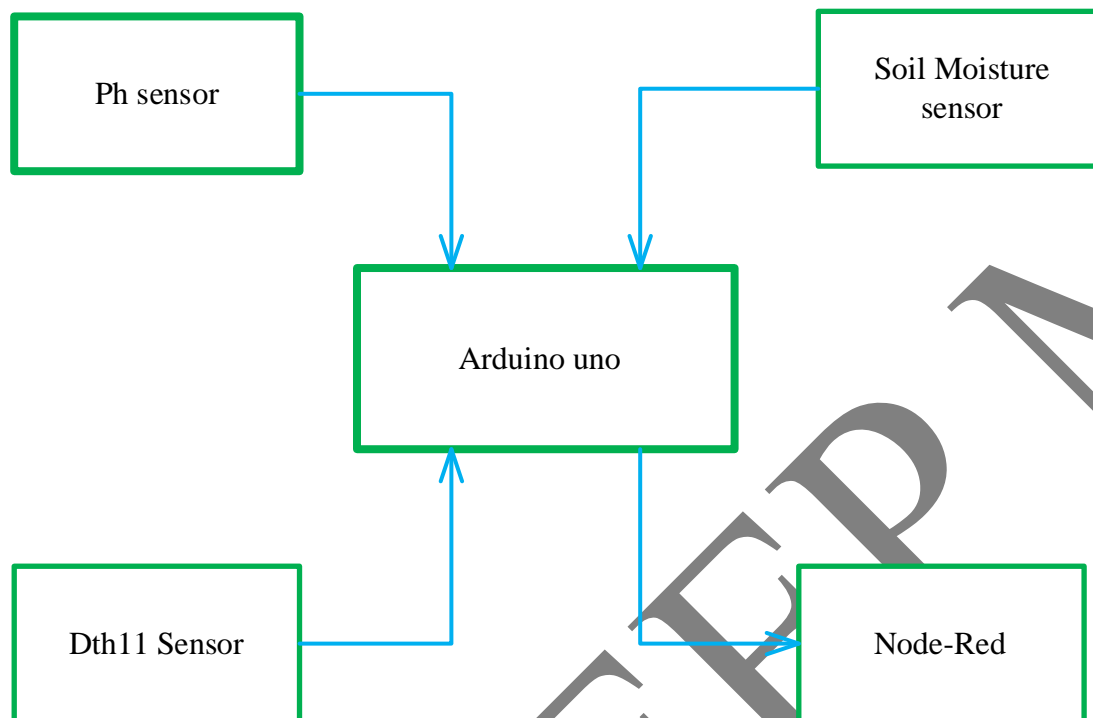 Ph sensor
Soil Moisture
sensor
Arduino uno
Dth11 Sensor
Node-Red